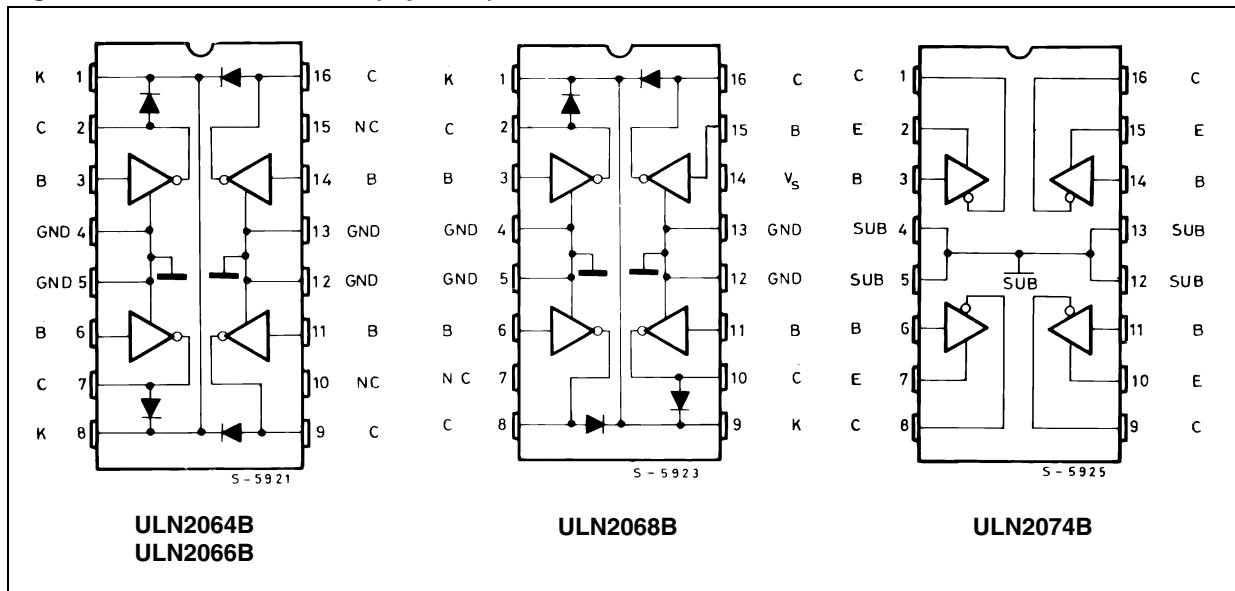 K 1 16 C
C 2 15 NC
B 3 14 B
GND 4 13 GND
GND 5 12 GND
B 6 11 B
C 7 10 NC
K 8 9 C
S-5921
ULN2064B
ULN2066B
K 1 16 C
C 2 15 B
B 3 14 Vs
GND 4 13 GND
GND 5 12 GND
B 6 11 B
NC 7 10 C
C 8 9 K
S-5923
ULN2068B
C 1 16 C
E 2 15 E
B 3 14 B
SUB 4 13 SUB
SUB 5 SUB 12 SUB
B 6 11 B
E 7 10 E
C 8 9 C
S-5925
ULN2074B